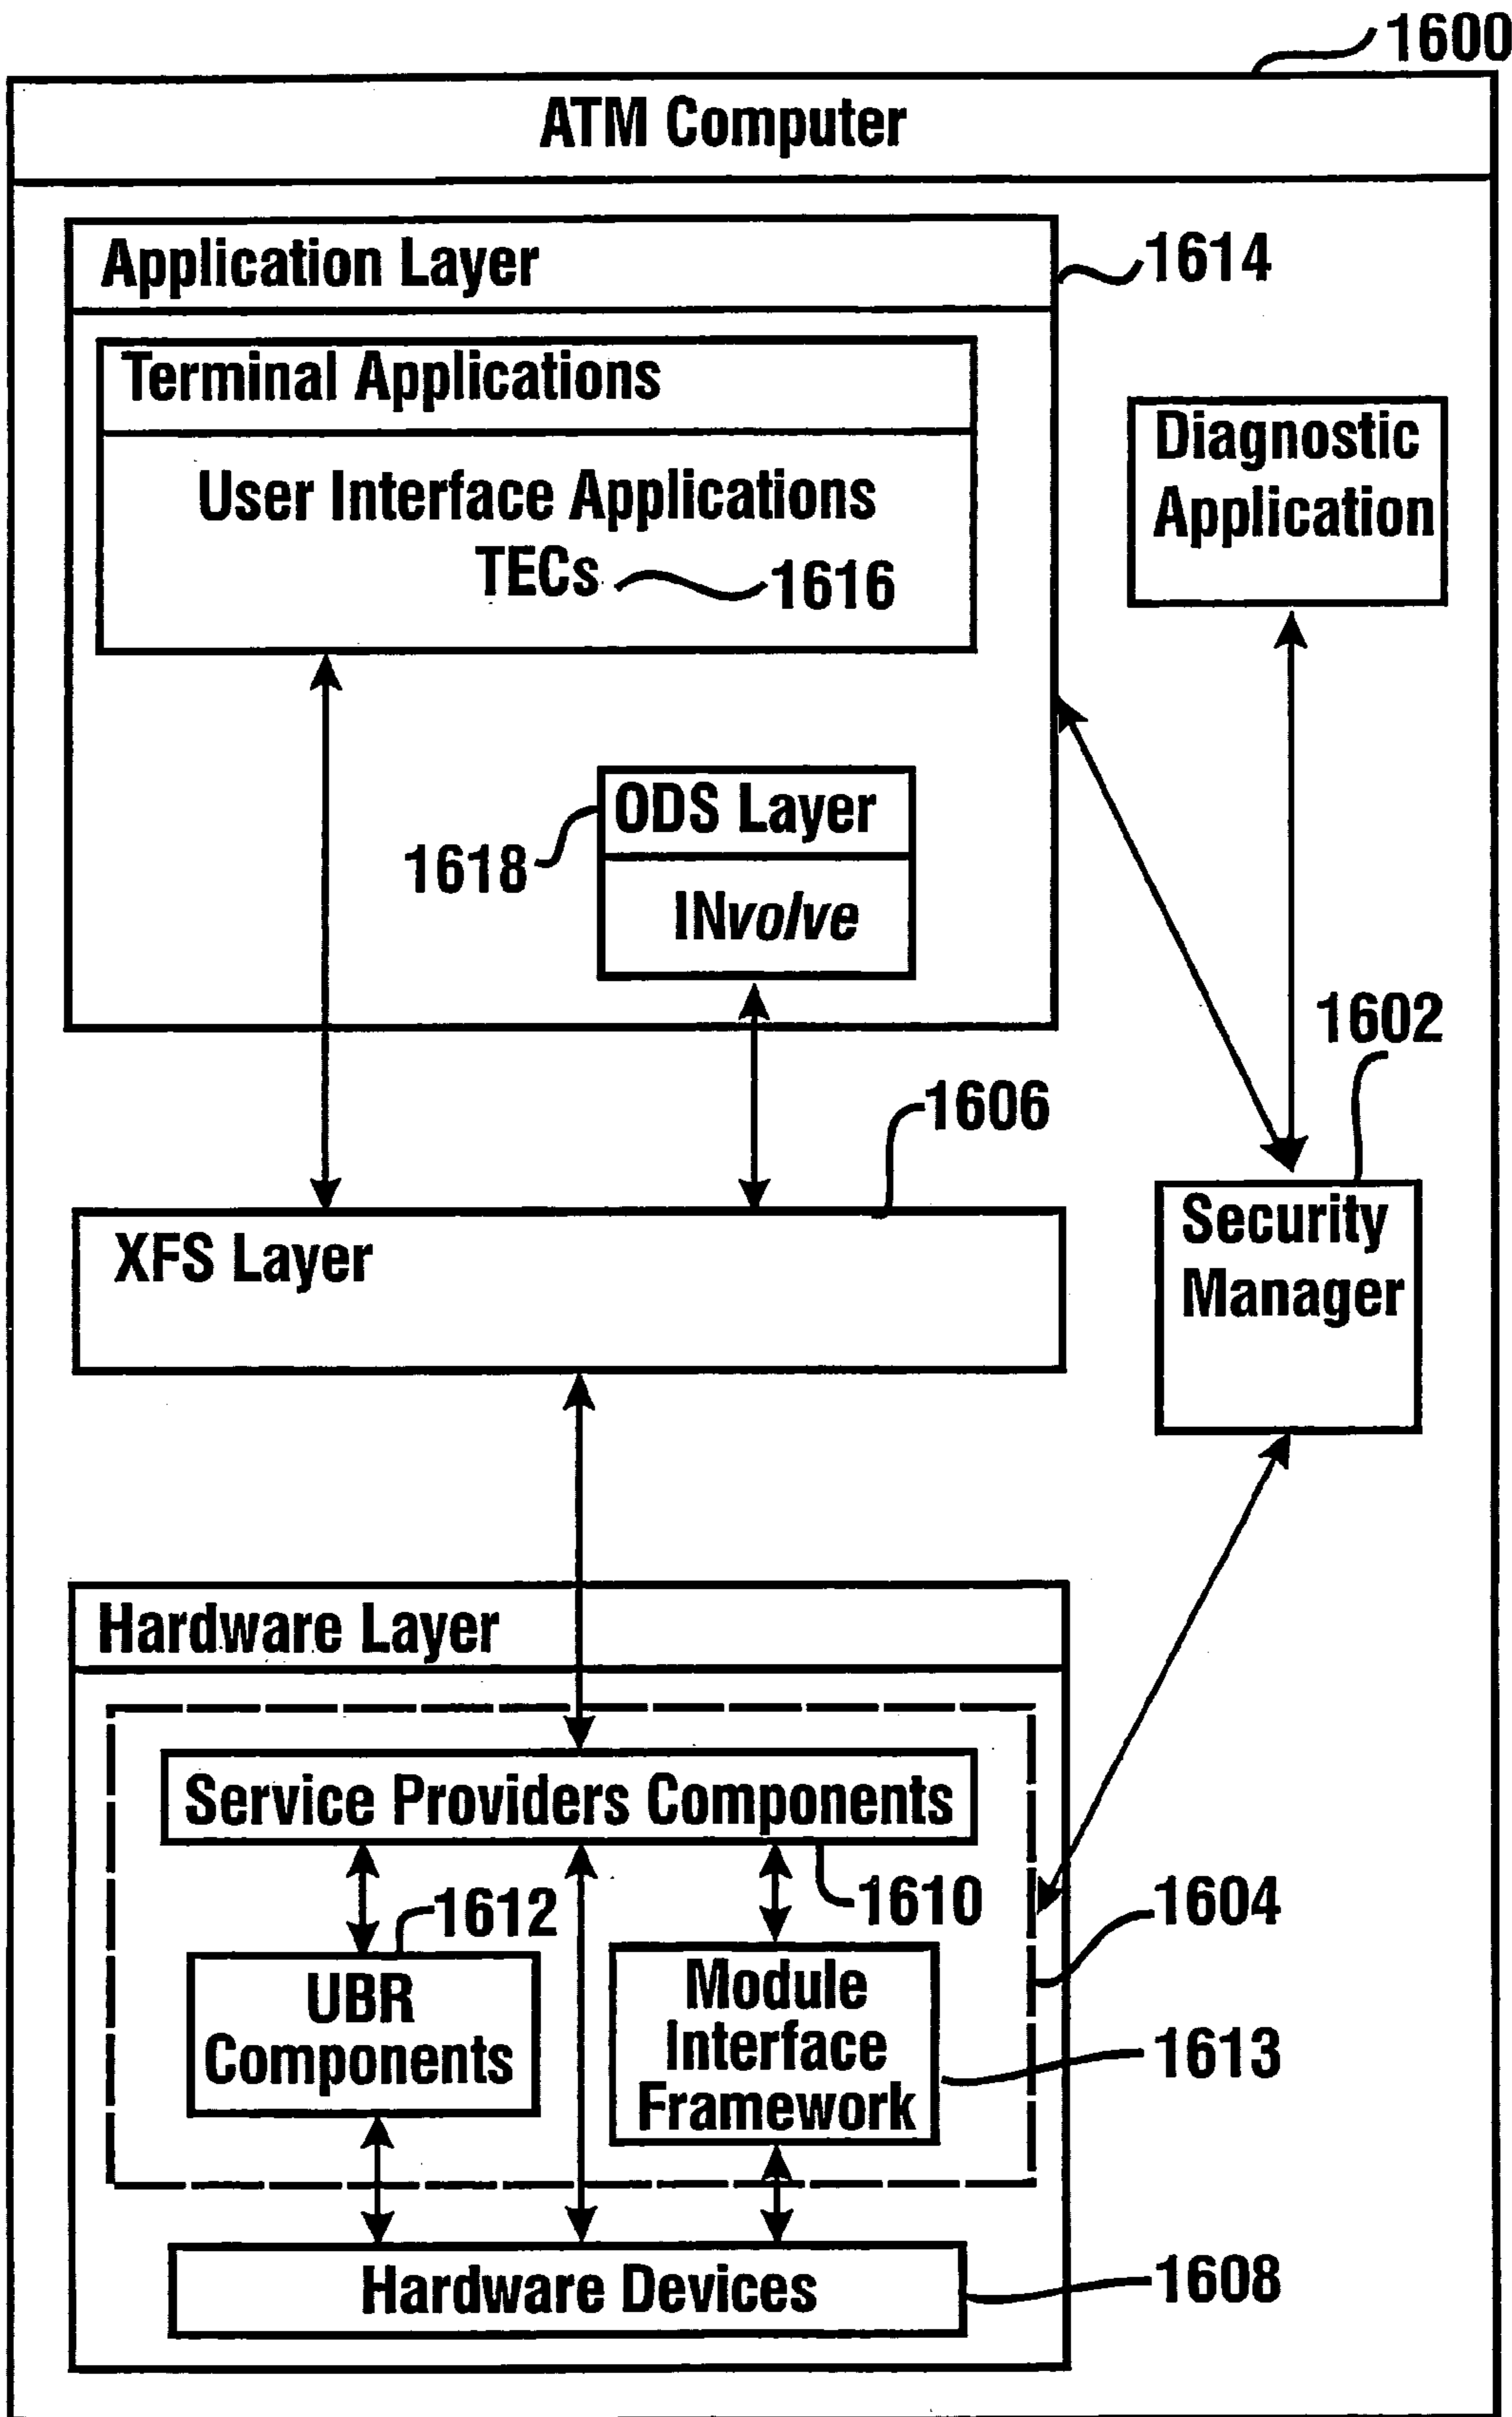 1600
ATM Computer
Application Layer
1614
Terminal Applications
User Interface Applications
TECs
1616
Diagnostic
Application
ODS Layer
1618
INvolve
1602
1606
XFS Layer
Security
Manager
Hardware Layer
Service Providers Components
1610
1604
1612
UBR
Components
Module
Interface
Framework
1613
Hardware Devices
1608